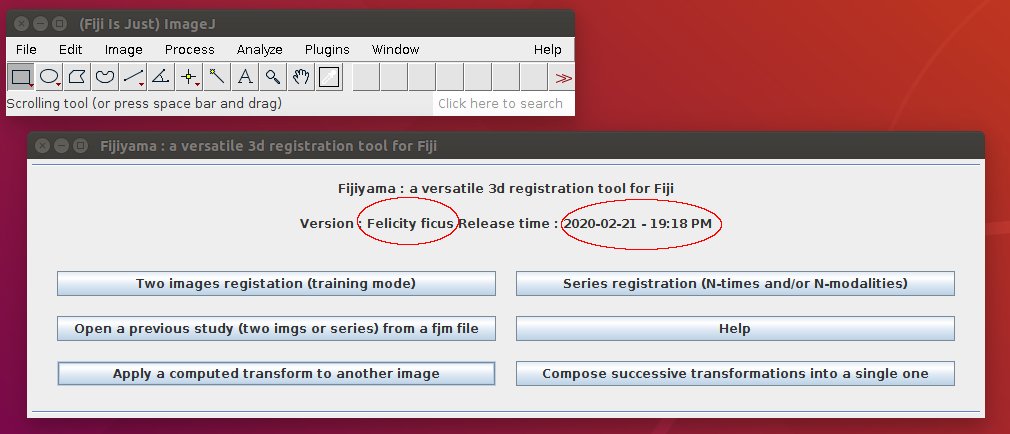 (Fiji Is Just) ImageJ
File Edit Image Process Analyze Plugins Window Help
A >>
Scrolling tool (or press space bar and drag) Click here to search
Fijiyama : a versatile 3d registration tool for Fiji
Fijiyama : a versatile 3d registration tool for Fiji
Version : Felicity ficus Release time : 2020-02-21 - 19:18 PM
Two images registation (training mode) Series registration (N-times and/or N-modalities)
Open a previous study (two imgs or series) from a fjm file Help
Apply a computed transform to another image Compose successive transformations into a single one